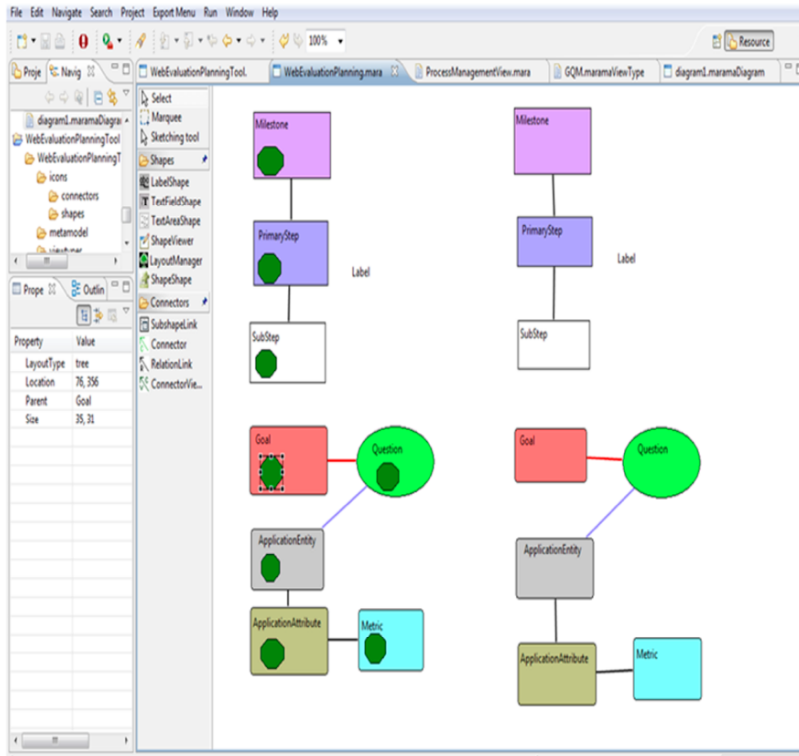 File Edit Navigate Search Project Export Menu Run Window Help
100%
Resource
Proje Navig
WebEvaluationPlanningTool. WebEvaluationPlanning.mara ProcessManagementView.mara GQM.maramaViewType diagram1.maramaDiagram
diagram1.maramaDiagrar
WebEvaluationPlanningTool
WebEvaluationPlanningT
icons
connectors
shapes
metamodel
viewtypes
Prope Outlin
Property Value
LayoutType tree
Location 76, 356
Parent Goal
Size 35, 31
Select
Marquee
Sketching tool
Shapes
LabelShape
TextFieldShape
TextAreaShape
ShapeViewer
LayoutManager
ShapeShape
Connectors
SubshapeLink
Connector
RelationLink
ConnectorVie...
Milestone
PrimaryStep
Label
SubStep
Goal
Question
ApplicationEntity
ApplicationAttribute
Metric
Milestone
PrimaryStep
Label
SubStep
Goal
Question
ApplicationEntity
ApplicationAttribute
Metric